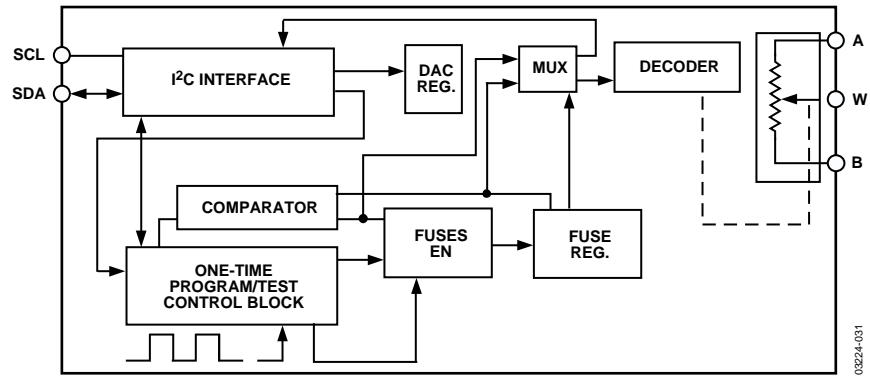 SCL
SDA
I²C INTERFACE
DAC
REG.
MUX
DECODER
A
W
B
COMPARATOR
FUSES
EN
FUSE
REG.
ONE-TIME
PROGRAM/TEST
CONTROL BLOCK
03224-031